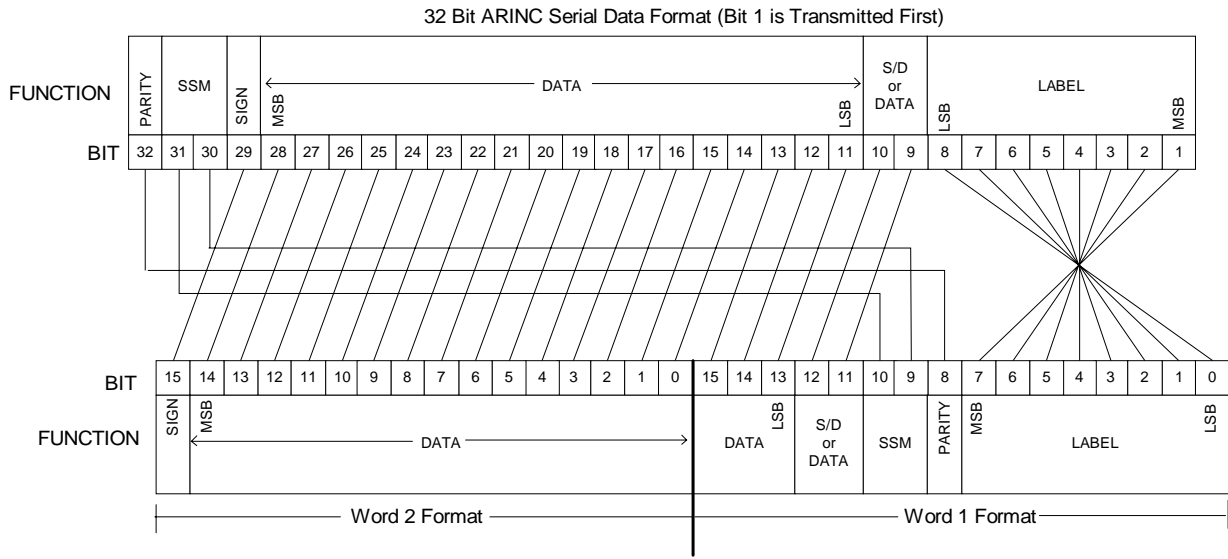 32 Bit ARINC Serial Data Format (Bit 1 is Transmitted First)
FUNCTION
PARITY
SSM
SIGN
MSB
DATA
LSB
S/D
or
DATA
LSB
LABEL
MSB
BIT
32 31 30 29 28 27 26 25 24 23 22 21 20 19 18 17 16 15 14 13 12 11 10 9 8 7 6 5 4 3 2 1
BIT
15 14 13 12 11 10 9 8 7 6 5 4 3 2 1 0 15 14 13 12 11 10 9 8 7 6 5 4 3 2 1 0
FUNCTION
SIGN
MSB
DATA
DATA
LSB
S/D
or
DATA
SSM
PARITY
MSB
LABEL
LSB
Word 2 Format
Word 1 Format